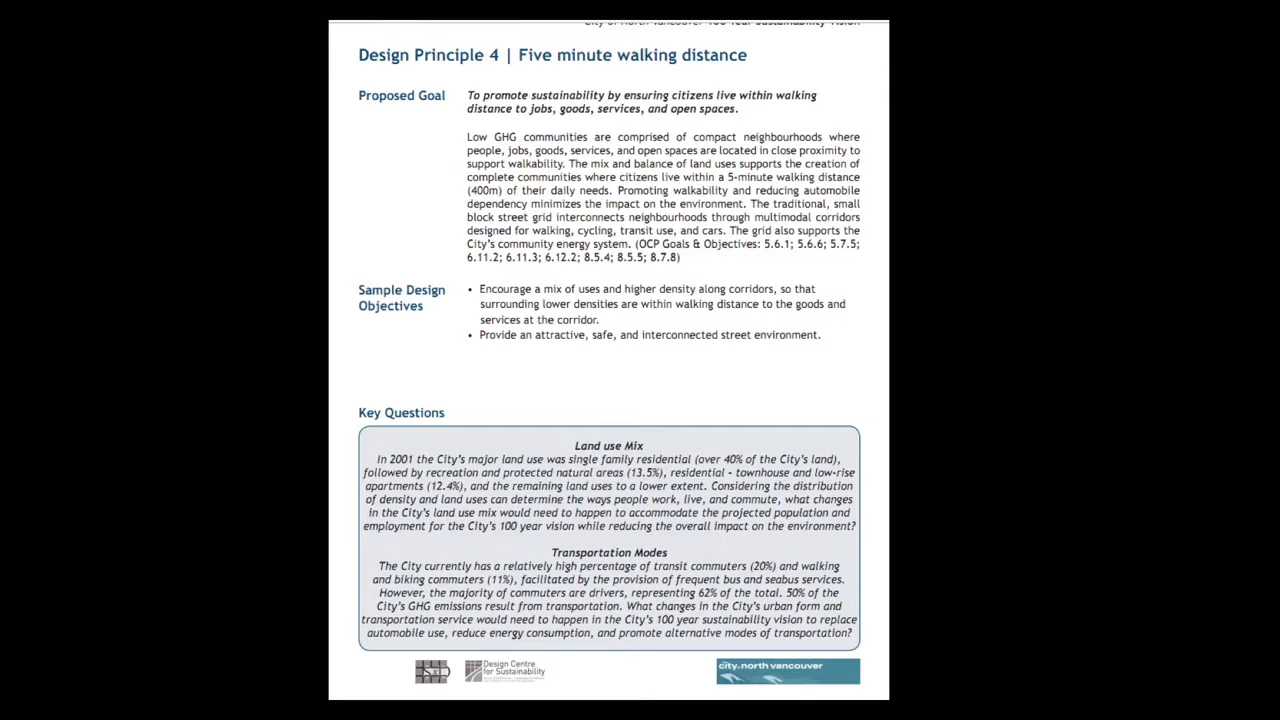 City of North Vancouver 100 Year Sustainability Vision
Design Principle 4 | Five minute walking distance
Proposed Goal
To promote sustainability by ensuring citizens live within walking
distance to jobs, goods, services, and open spaces.
Low GHG communities are comprised of compact neighbourhoods where
people, jobs, goods, services, and open spaces are located in close proximity to
support walkability. The mix and balance of land uses supports the creation of
complete communities where citizens live within a 5-minute walking distance
(400m) of their daily needs. Promoting walkability and reducing automobile
dependency minimizes the impact on the environment. The traditional, small
block street grid interconnects neighbourhoods through multimodal corridors
designed for walking, cycling, transit use, and cars. The grid also supports the
City's community energy system. (OCP Goals & Objectives: 5.6.1; 5.6.6; 5.7.5;
6.11.2; 6.11.3; 6.12.2; 8.5.4; 8.5.5; 8.7.8)
Sample Design
Objectives
• Encourage a mix of uses and higher density along corridors, so that
surrounding lower densities are within walking distance to the goods and
services at the corridor.
• Provide an attractive, safe, and interconnected street environment.
Key Questions
Land use Mix
In 2001 the City's major land use was single family residential (over 40% of the City's land),
followed by recreation and protected natural areas (13.5%), residential - townhouse and low-rise
apartments (12.4%), and the remaining land uses to a lower extent. Considering the distribution
of density and land uses can determine the ways people work, live, and commute, what changes
in the City's land use mix would need to happen to accommodate the projected population and
employment for the City's 100 year vision while reducing the overall impact on the environment?
Transportation Modes
The City currently has a relatively high percentage of transit commuters (20%) and walking
and biking commuters (11%), facilitated by the provision of frequent bus and seabus services.
However, the majority of commuters are drivers, representing 62% of the total. 50% of the
City's GHG emissions result from transportation. What changes in the City's urban form and
transportation service would need to happen in the City's 100 year sustainability vision to replace
automobile use, reduce energy consumption, and promote alternative modes of transportation?
Design Centre
for Sustainability
city.north vancouver